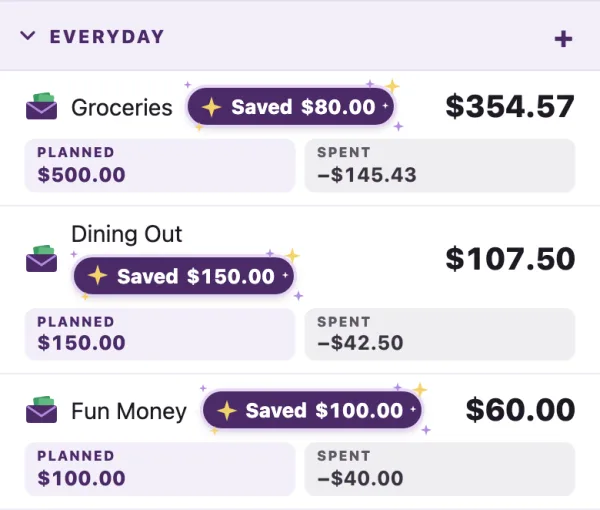 EVERYDAY +
Groceries Saved $80.00 $354.57
PLANNED SPENT
$500.00 –$145.43
Dining Out
Saved $150.00 $107.50
PLANNED SPENT
$150.00 –$42.50
Fun Money Saved $100.00 $60.00
PLANNED SPENT
$100.00 –$40.00